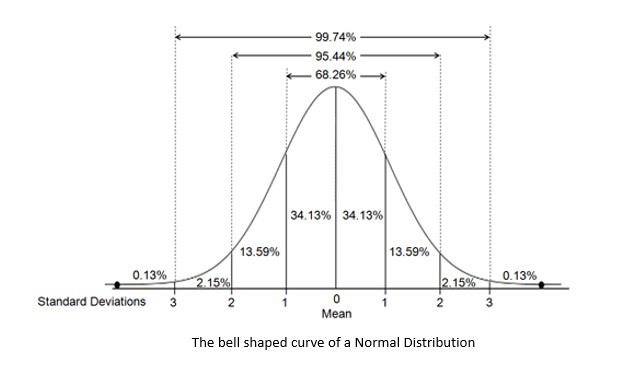 99.74%
95.44%
68.26%
34.13% 34.13%
13.59% 13.59%
0.13% 0.13%
2.15% 2.15%
Standard Deviations 3 2 1 0 1 2 3
Mean
The bell shaped curve of a Normal Distribution